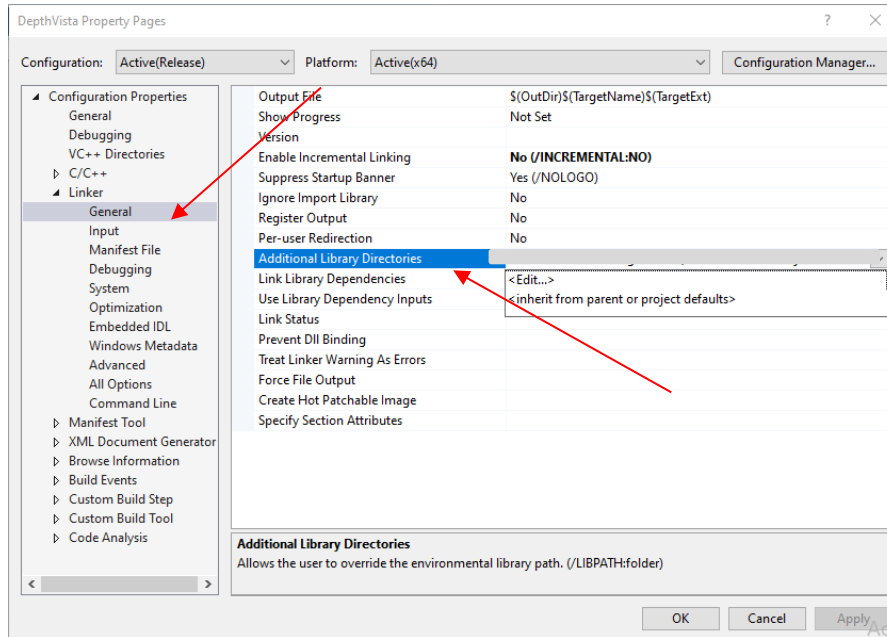 DepthVista Property Pages
?
Configuration: Active(Release) Platform: Active(x64) Configuration Manager...
Configuration Properties
General
Debugging
VC++ Directories
C/C++
Linker
General
Input
Manifest File
Debugging
System
Optimization
Embedded IDL
Windows Metadata
Advanced
All Options
Command Line
Manifest Tool
XML Document Generator
Browse Information
Build Events
Custom Build Step
Custom Build Tool
Code Analysis
Output File $(OutDir)$(TargetName)$(TargetExt)
Show Progress Not Set
Version
Enable Incremental Linking No (/INCREMENTAL:NO)
Suppress Startup Banner Yes (/NOLOGO)
Ignore Import Library No
Register Output No
Per-user Redirection No
Additional Library Directories
Link Library Dependencies <Edit...>
Use Library Dependency Inputs <inherit from parent or project defaults>
Link Status
Prevent Dll Binding
Treat Linker Warning As Errors
Force File Output
Create Hot Patchable Image
Specify Section Attributes
Additional Library Directories
Allows the user to override the environmental library path. (/LIBPATH:folder)
OK Cancel Apply